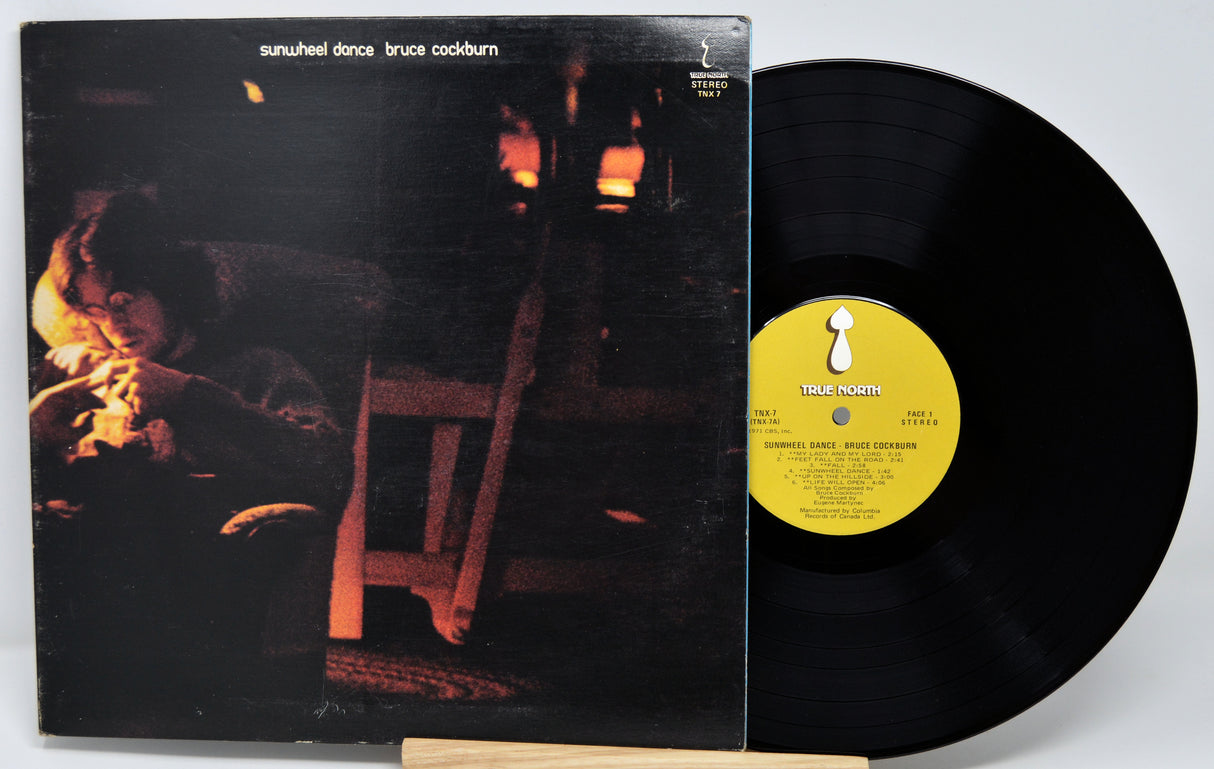 sunwheel dance bruce cockburn
TRUE NORTH
STEREO
TNX 7
TRUE NORTH
TNX-7
(TNX-7A)
1971 CBS, Inc.
FACE 1
STEREO
SUNWHEEL DANCE - BRUCE COCKBURN
1. **MY LADY AND MY LORD - 2:15
2. **FEET FALL ON THE ROAD - 2:41
3. **FALL - 2:58
4. **SUNWHEEL DANCE - 1:42
5. **UP ON THE HILLSIDE - 3:00
6. **LIFE WILL OPEN - 4:06
All Songs Composed by
Bruce Cockburn
Produced by
Eugene Martynec
Manufactured by Columbia
Records of Canada Ltd.